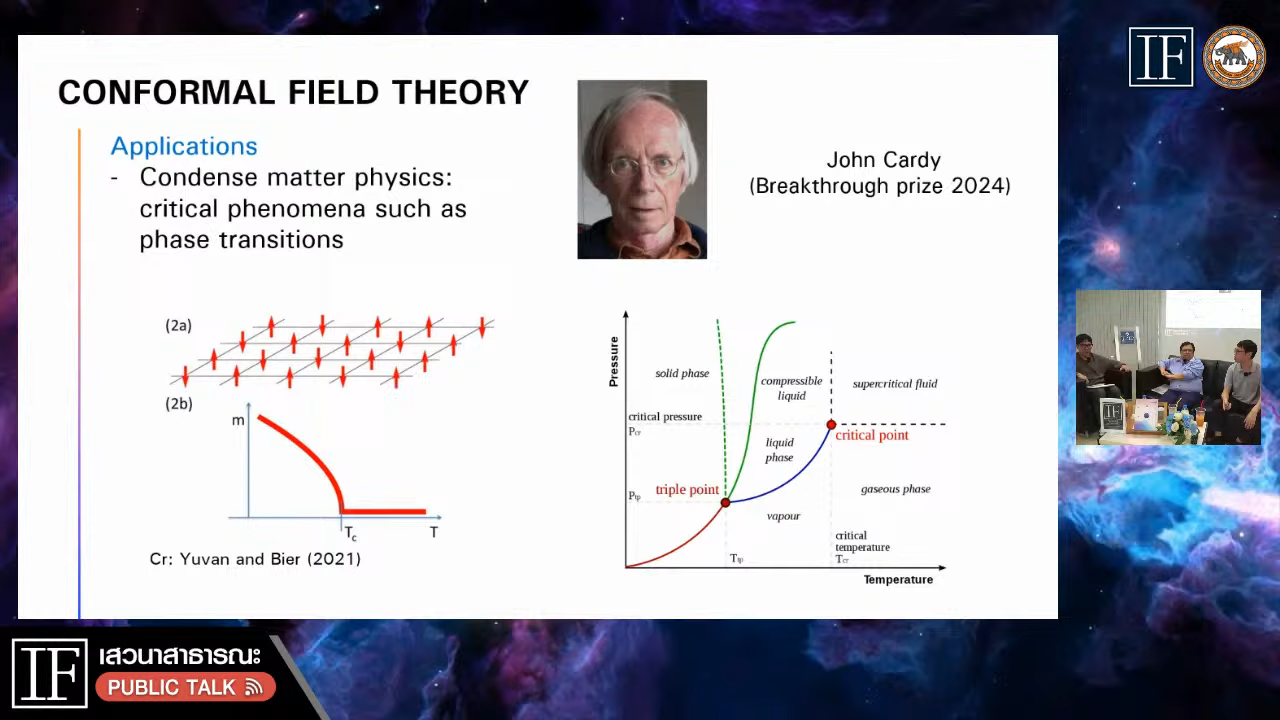 CONFORMAL FIELD THEORY
Applications
- Condense matter physics:
critical phenomena such as
phase transitions
John Cardy
(Breakthrough prize 2024)
(2a)
(2b)
m
Tc
T
Cr: Yuvan and Bier (2021)
Pressure
solid phase
compressible
liquid
supercritical fluid
critical pressure
Pcr
critical point
liquid
phase
Ptp
triple point
gaseous phase
vapour
critical
temperature
Ttp
Tcr
Temperature
IF
IF
เสวนาสาธารณะ
PUBLIC TALK